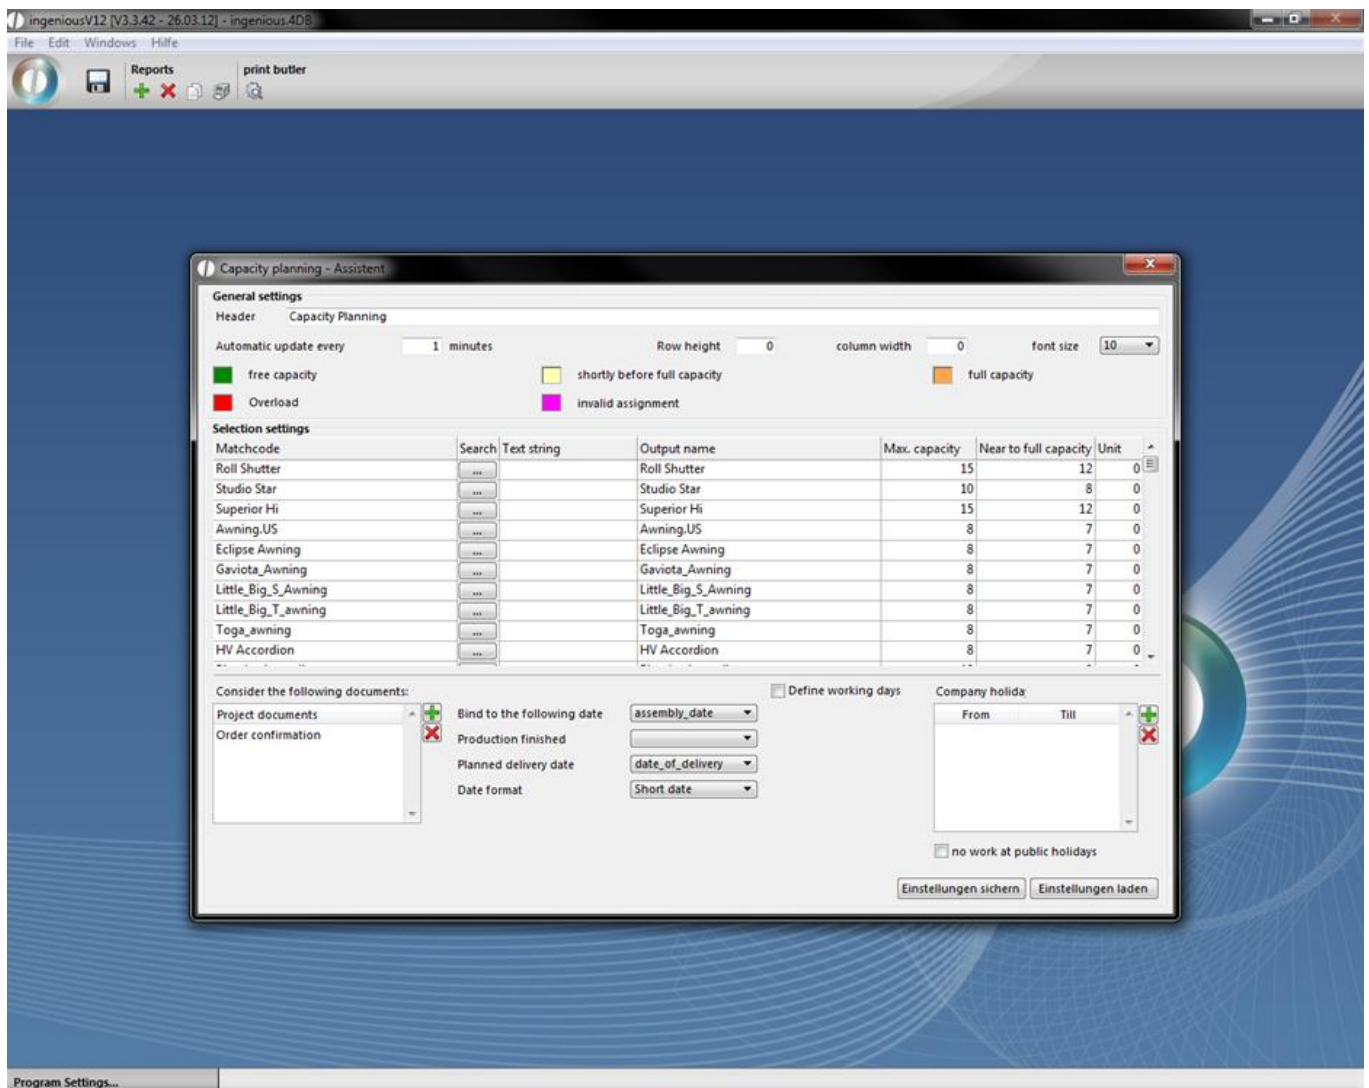 ingeniousV12 [V3.3.42 - 26.03.12] - ingenious.4DB
File Edit Windows Hilfe
Reports print butler
Capacity planning - Assistent
General settings
Header Capacity Planning
Automatic update every 1 minutes Row height 0 column width 0 font size 10
free capacity shortly before full capacity full capacity
Overload invalid assignment
Selection settings
Matchcode Search Text string Output name Max. capacity Near to full capacity Unit
Roll Shutter ... Roll Shutter 15 12 0
Studio Star ... Studio Star 10 8 0
Superior Hi ... Superior Hi 15 12 0
Awning.US ... Awning.US 8 7 0
Eclipse Awning ... Eclipse Awning 8 7 0
Gaviota_Awning ... Gaviota_Awning 8 7 0
Little_Big_S_Awning ... Little_Big_S_Awning 8 7 0
Little_Big_T_awning ... Little_Big_T_awning 8 7 0
Toga_awning ... Toga_awning 8 7 0
HV Accordion ... HV Accordion 8 7 0
Consider the following documents: Define working days Company holida
Project documents Bind to the following date assembly_date From Till
Order confirmation Production finished
Planned delivery date date_of_delivery
Date format Short date
no work at public holidays
Einstellungen sichern Einstellungen laden
Program Settings...